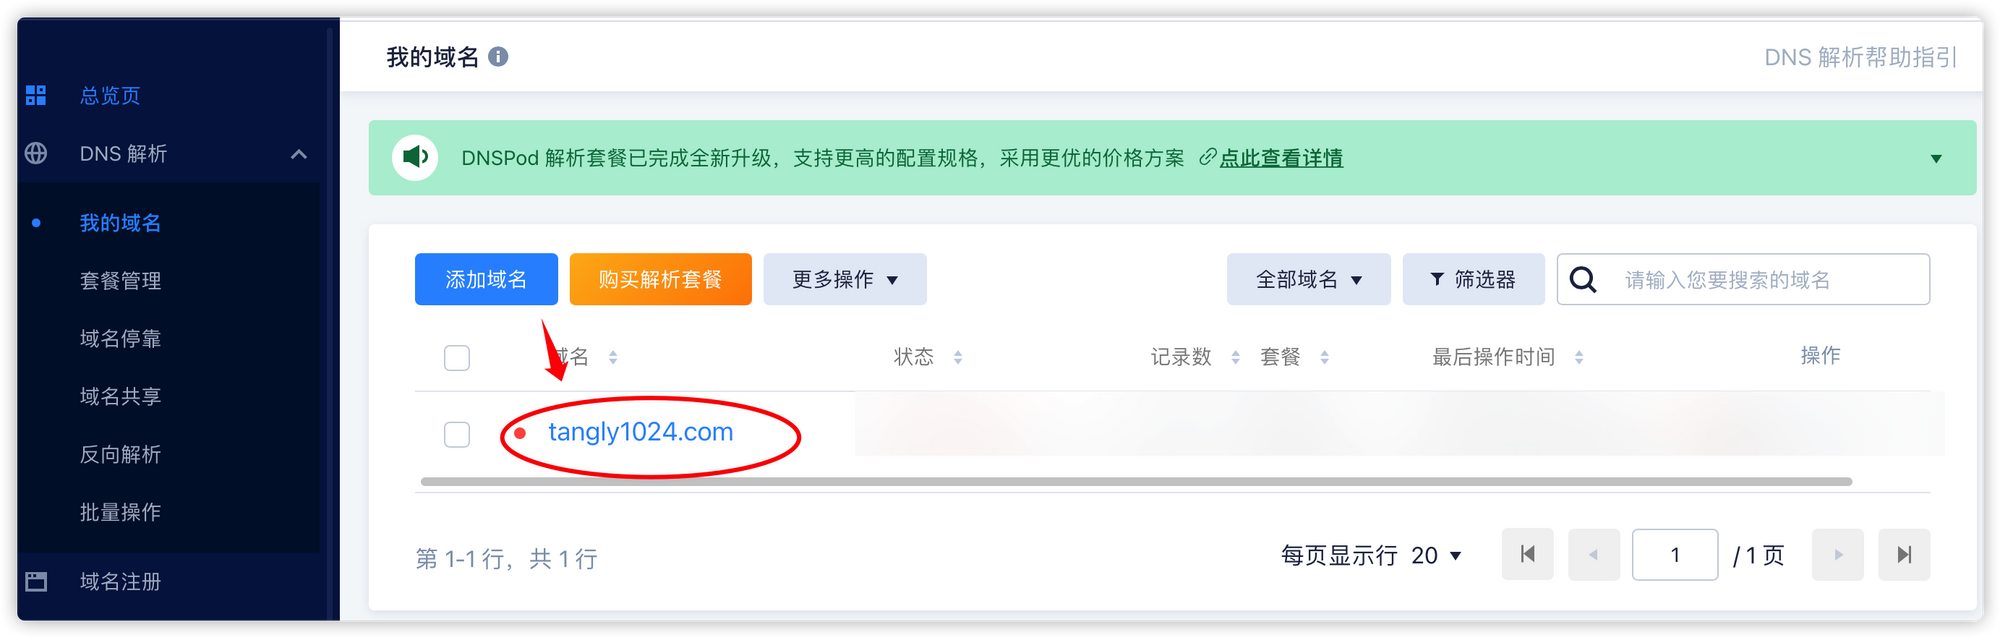 我的域名
DNS 解析帮助指引
总览页
DNS 解析
我的域名
套餐管理
域名停靠
域名共享
反向解析
批量操作
域名注册
DNSPod 解析套餐已完成全新升级，支持更高的配置规格，采用更优的价格方案 点此查看详情
添加域名 购买解析套餐 更多操作 全部域名 筛选器 请输入您要搜索的域名
域名 状态 记录数 套餐 最后操作时间 操作
tangly1024.com
第 1-1 行，共 1 行 每页显示行 20 1 / 1 页